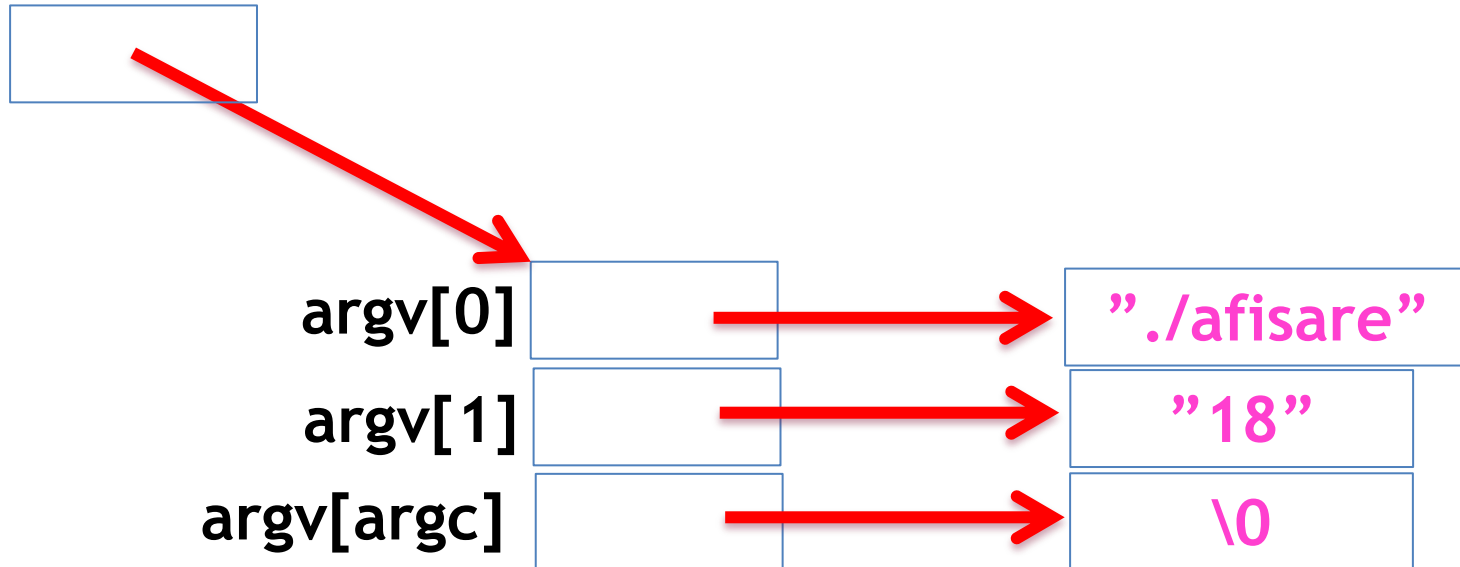 argv[0] ”./afisare”
argv[1] ”18”
argv[argc] \0